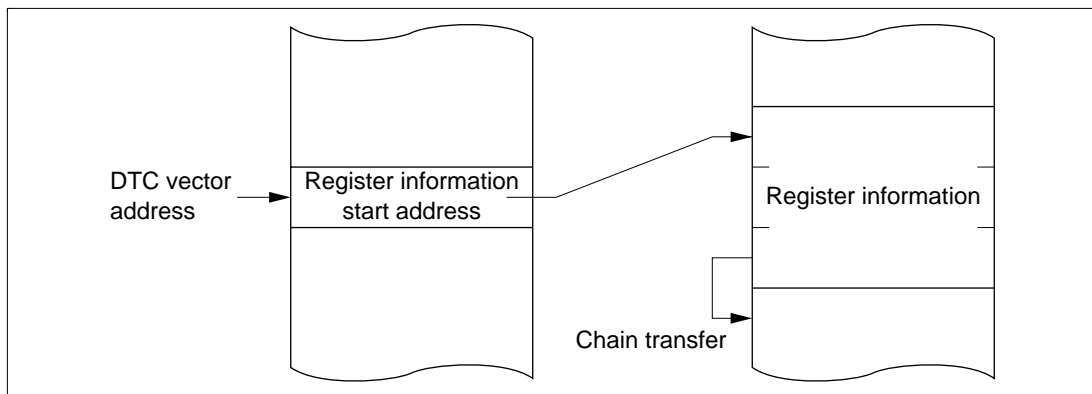 DTC vector
address
Register information
start address
Register information
Chain transfer